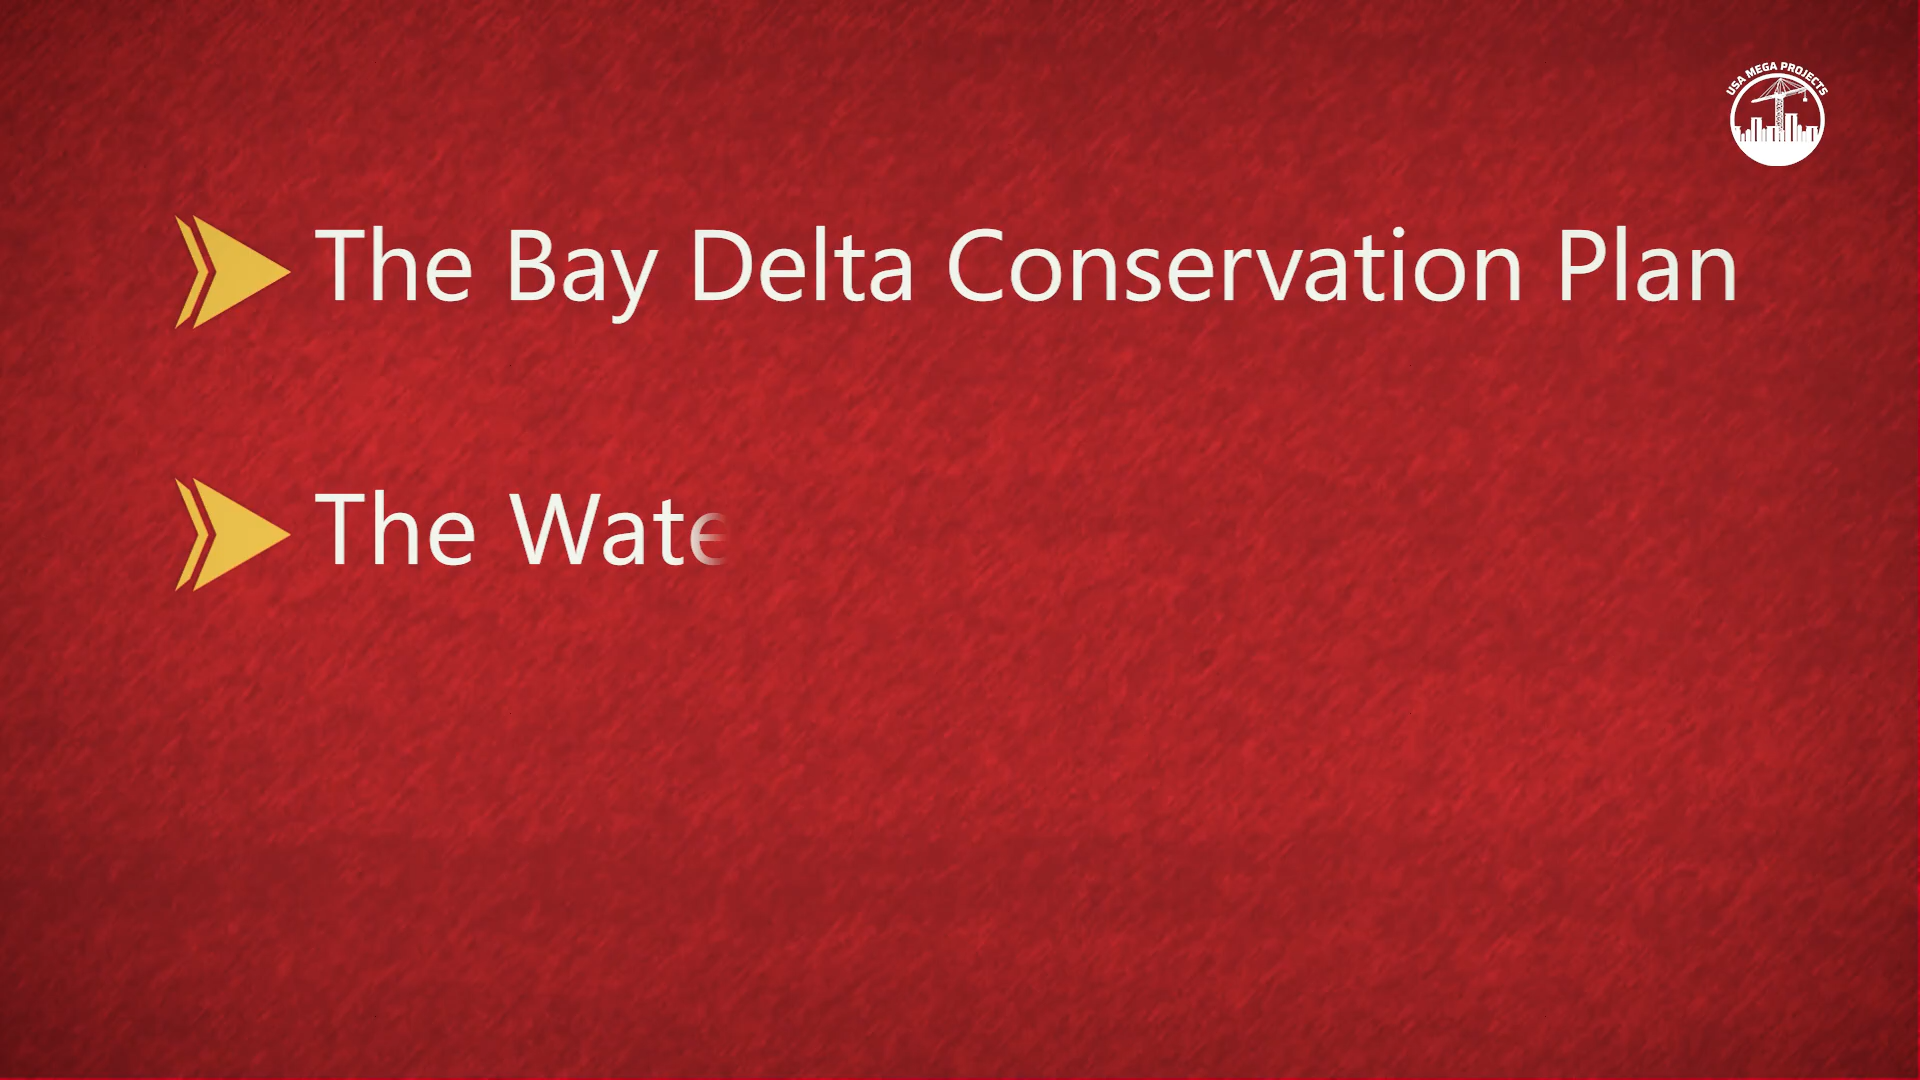 USA MEGA PROJECTS
The Bay Delta Conservation Plan
The Wate